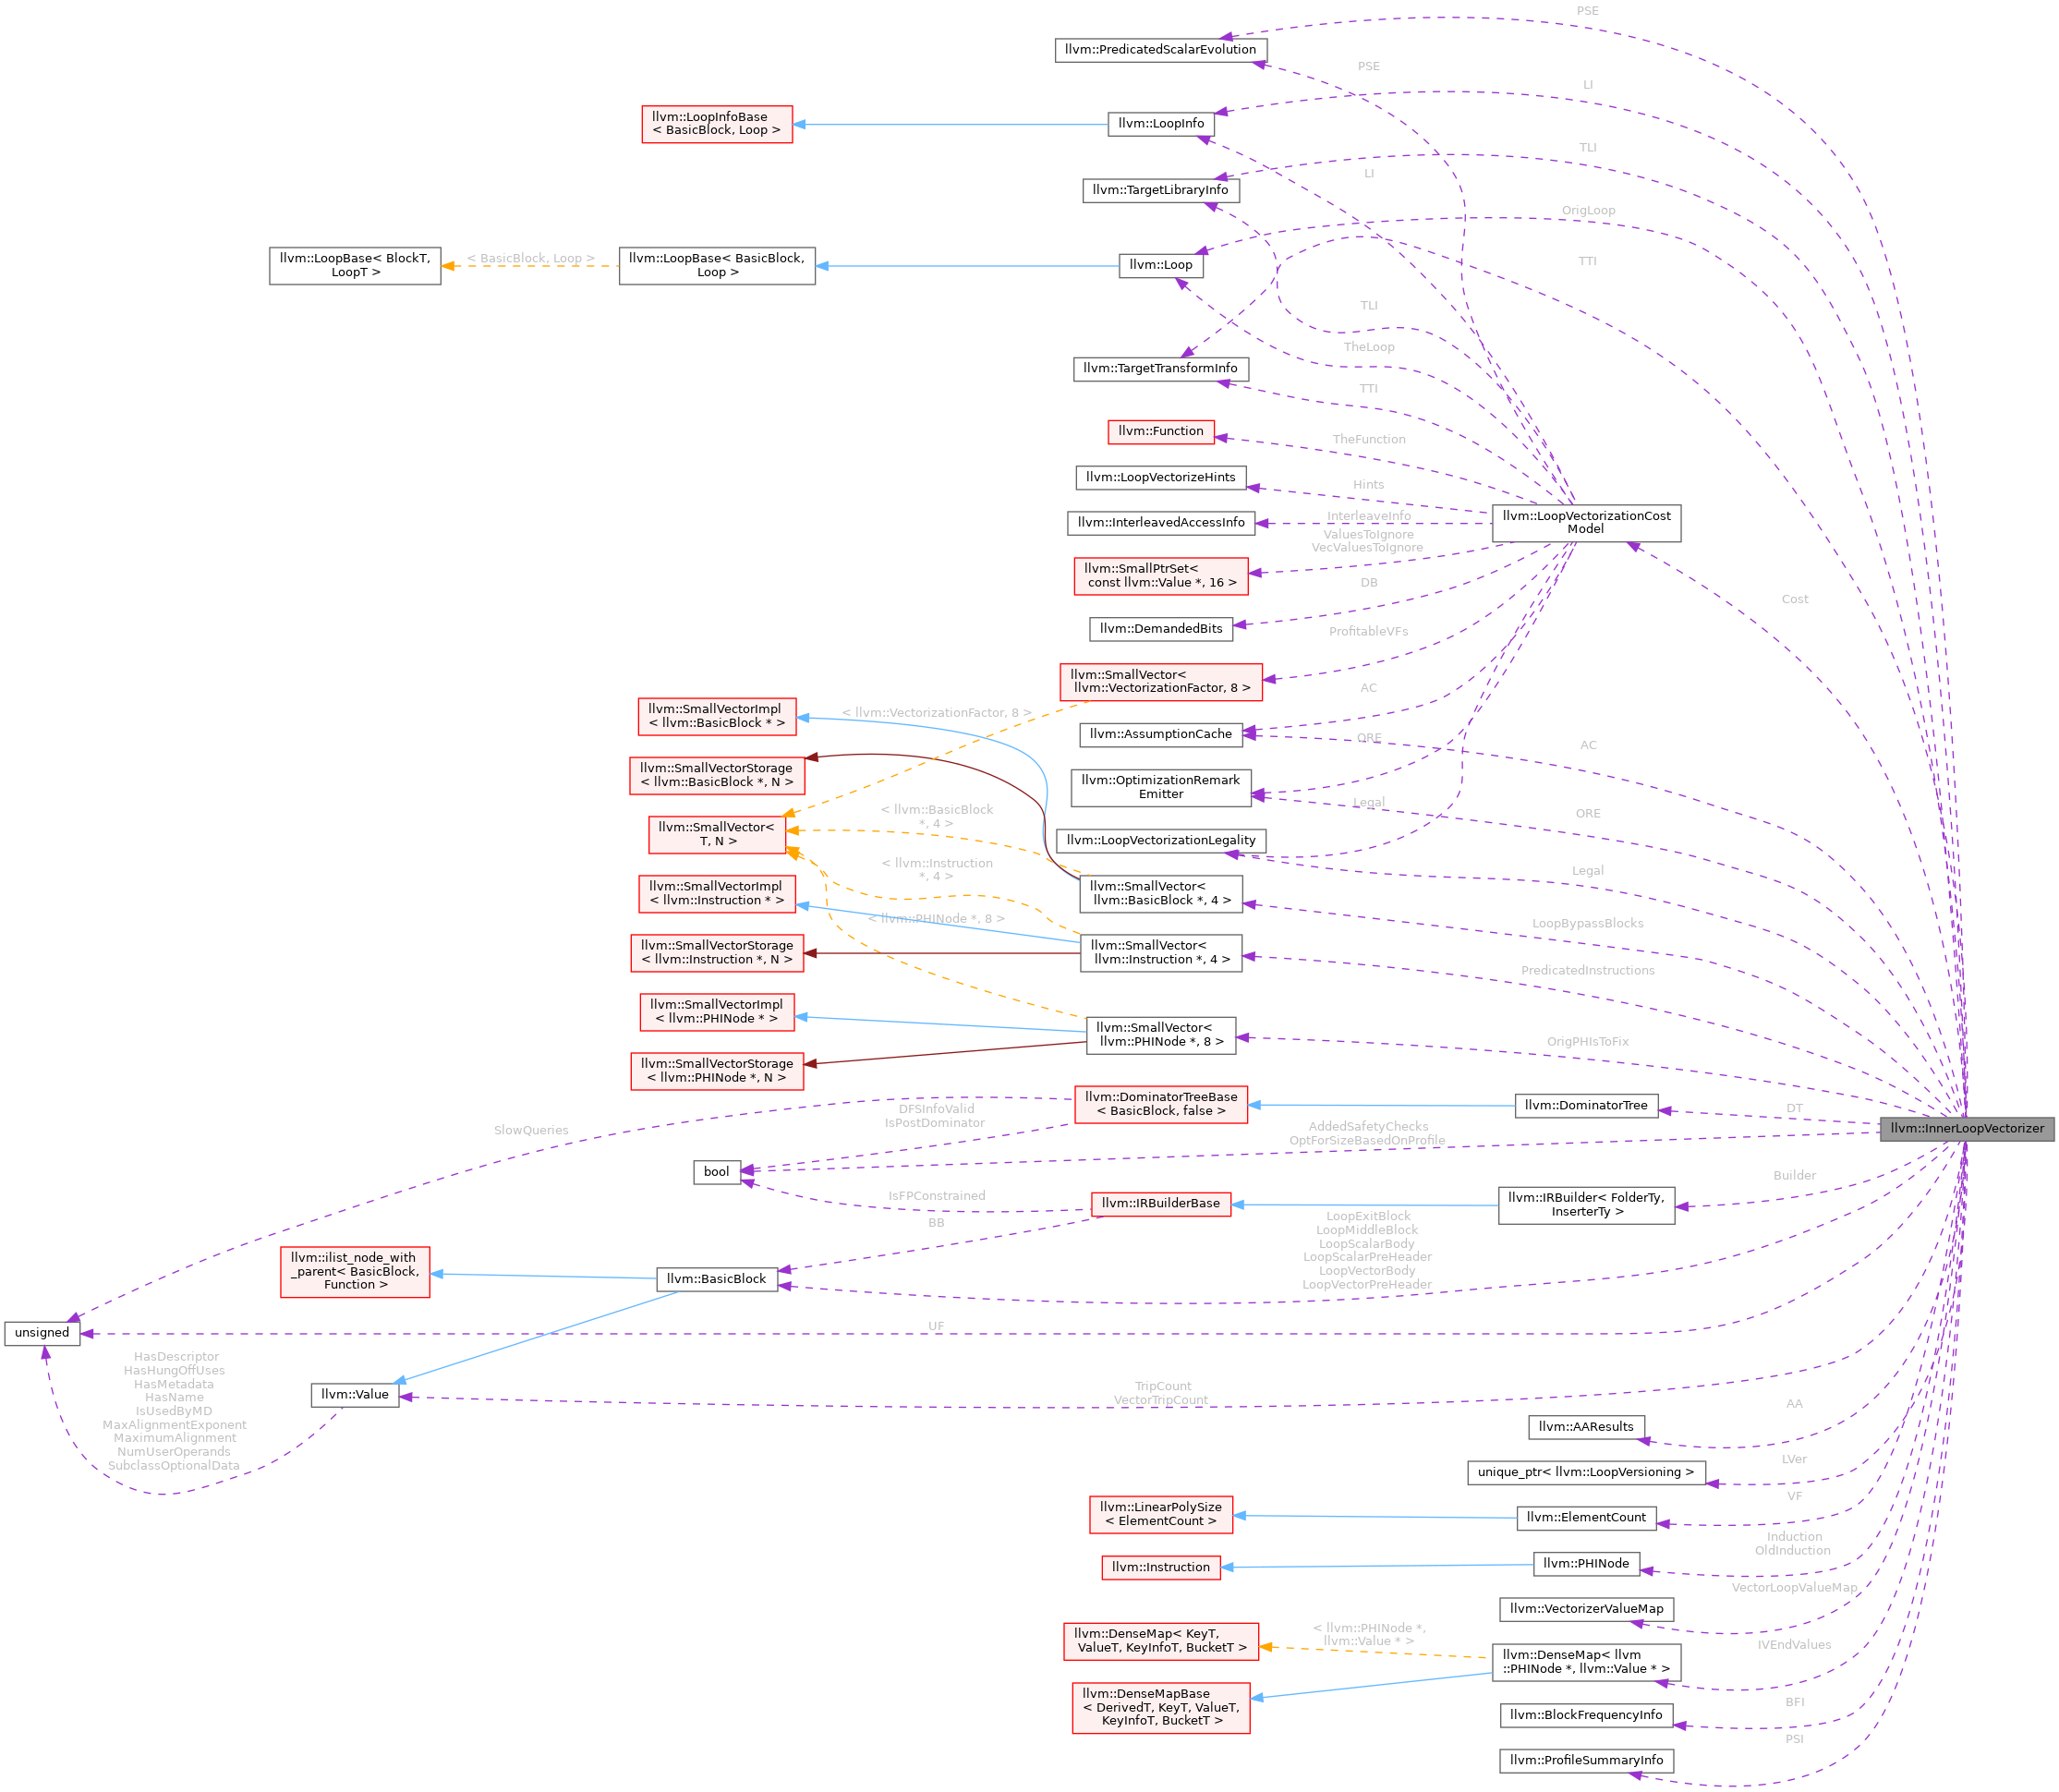 PSE
llvm::PredicatedScalarEvolution
PSE
LI
llvm::LoopInfoBase
< BasicBlock, Loop >
llvm::LoopInfo
TLI
LI
llvm::TargetLibraryInfo
OrigLoop
llvm::LoopBase< BlockT,
LoopT >
< BasicBlock, Loop >
llvm::LoopBase< BasicBlock,
Loop >
llvm::Loop
TTI
TLI
TheLoop
llvm::TargetTransformInfo
TTI
llvm::Function
TheFunction
llvm::LoopVectorizeHints
Hints
llvm::InterleavedAccessInfo
InterleaveInfo
llvm::LoopVectorizationCost
Model
ValuesToIgnore
VecValuesToIgnore
llvm::SmallPtrSet<
const llvm::Value *, 16 >
DB
Cost
llvm::DemandedBits
ProfitableVFs
llvm::SmallVector<
llvm::VectorizationFactor, 8 >
AC
llvm::SmallVectorImpl
< llvm::BasicBlock * >
< llvm::VectorizationFactor, 8 >
llvm::AssumptionCache
ORE
AC
llvm::SmallVectorStorage
< llvm::BasicBlock *, N >
llvm::OptimizationRemark
Emitter
Legal
ORE
llvm::SmallVector<
T, N >
< llvm::BasicBlock
*, 4 >
llvm::LoopVectorizationLegality
< llvm::Instruction
*, 4 >
Legal
llvm::SmallVectorImpl
< llvm::Instruction * >
llvm::SmallVector<
llvm::BasicBlock *, 4 >
< llvm::PHINode *, 8 >
LoopBypassBlocks
llvm::SmallVectorStorage
< llvm::Instruction *, N >
llvm::SmallVector<
llvm::Instruction *, 4 >
PredicatedInstructions
llvm::SmallVectorImpl
< llvm::PHINode * >
llvm::SmallVector<
llvm::PHINode *, 8 >
OrigPHIsToFix
llvm::SmallVectorStorage
< llvm::PHINode *, N >
llvm::DominatorTreeBase
< BasicBlock, false >
llvm::DominatorTree
DT
SlowQueries
DFSInfoValid
IsPostDominator
AddedSafetyChecks
OptForSizeBasedOnProfile
llvm::InnerLoopVectorizer
bool
IsFPConstrained
llvm::IRBuilderBase
llvm::IRBuilder< FolderTy,
InserterTy >
Builder
BB
LoopExitBlock
LoopMiddleBlock
LoopScalarBody
LoopScalarPreHeader
LoopVectorBody
LoopVectorPreHeader
llvm::ilist_node_with
_parent< BasicBlock,
Function >
llvm::BasicBlock
unsigned
UF
HasDescriptor
HasHungOffUses
HasMetadata
HasName
IsUsedByMD
MaxAlignmentExponent
MaximumAlignment
NumUserOperands
SubclassOptionalData
llvm::Value
TripCount
VectorTripCount
AA
llvm::AAResults
LVer
unique_ptr< llvm::LoopVersioning >
VF
llvm::LinearPolySize
< ElementCount >
llvm::ElementCount
Induction
OldInduction
llvm::Instruction
llvm::PHINode
VectorLoopValueMap
llvm::VectorizerValueMap
llvm::DenseMap< KeyT,
ValueT, KeyInfoT, BucketT >
< llvm::PHINode *,
llvm::Value * >
IVEndValues
llvm::DenseMap< llvm
::PHINode *, llvm::Value * >
llvm::DenseMapBase
< DerivedT, KeyT, ValueT,
KeyInfoT, BucketT >
BFI
llvm::BlockFrequencyInfo
PSI
llvm::ProfileSummaryInfo